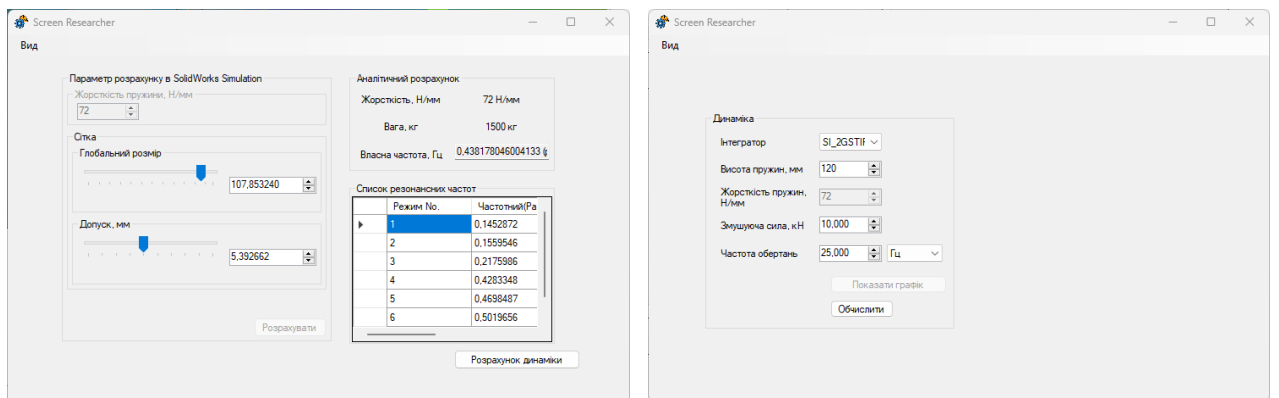 Screen Researcher
Вид
Параметр розрахунку в SolidWorks Simulation
Жорсткість пружини, Н/мм
72
Сітка
Глобальний розмір
107,853240
Допуск, мм
5,392662
Розрахувати
Аналітичний розрахунок
Жорсткість, Н/мм 72 Н/мм
Вага, кг 1500 кг
Власна частота, Гц 0,438178046004133
Список резонансних частот
Режим No. Частотний(Ра
1 0,1452872
2 0,1559546
3 0,2175986
4 0,4283348
5 0,4698487
6 0,5019656
Розрахунок динаміки
Screen Researcher
Вид
Динаміка
Інтегратор SI_2GSTIF
Висота пружин, мм 120
Жорсткість пружин,
Н/мм
72
Змушуюча сила, кН 10,000
Частота обертань 25,000 Гц
Показати графік
Обчислити